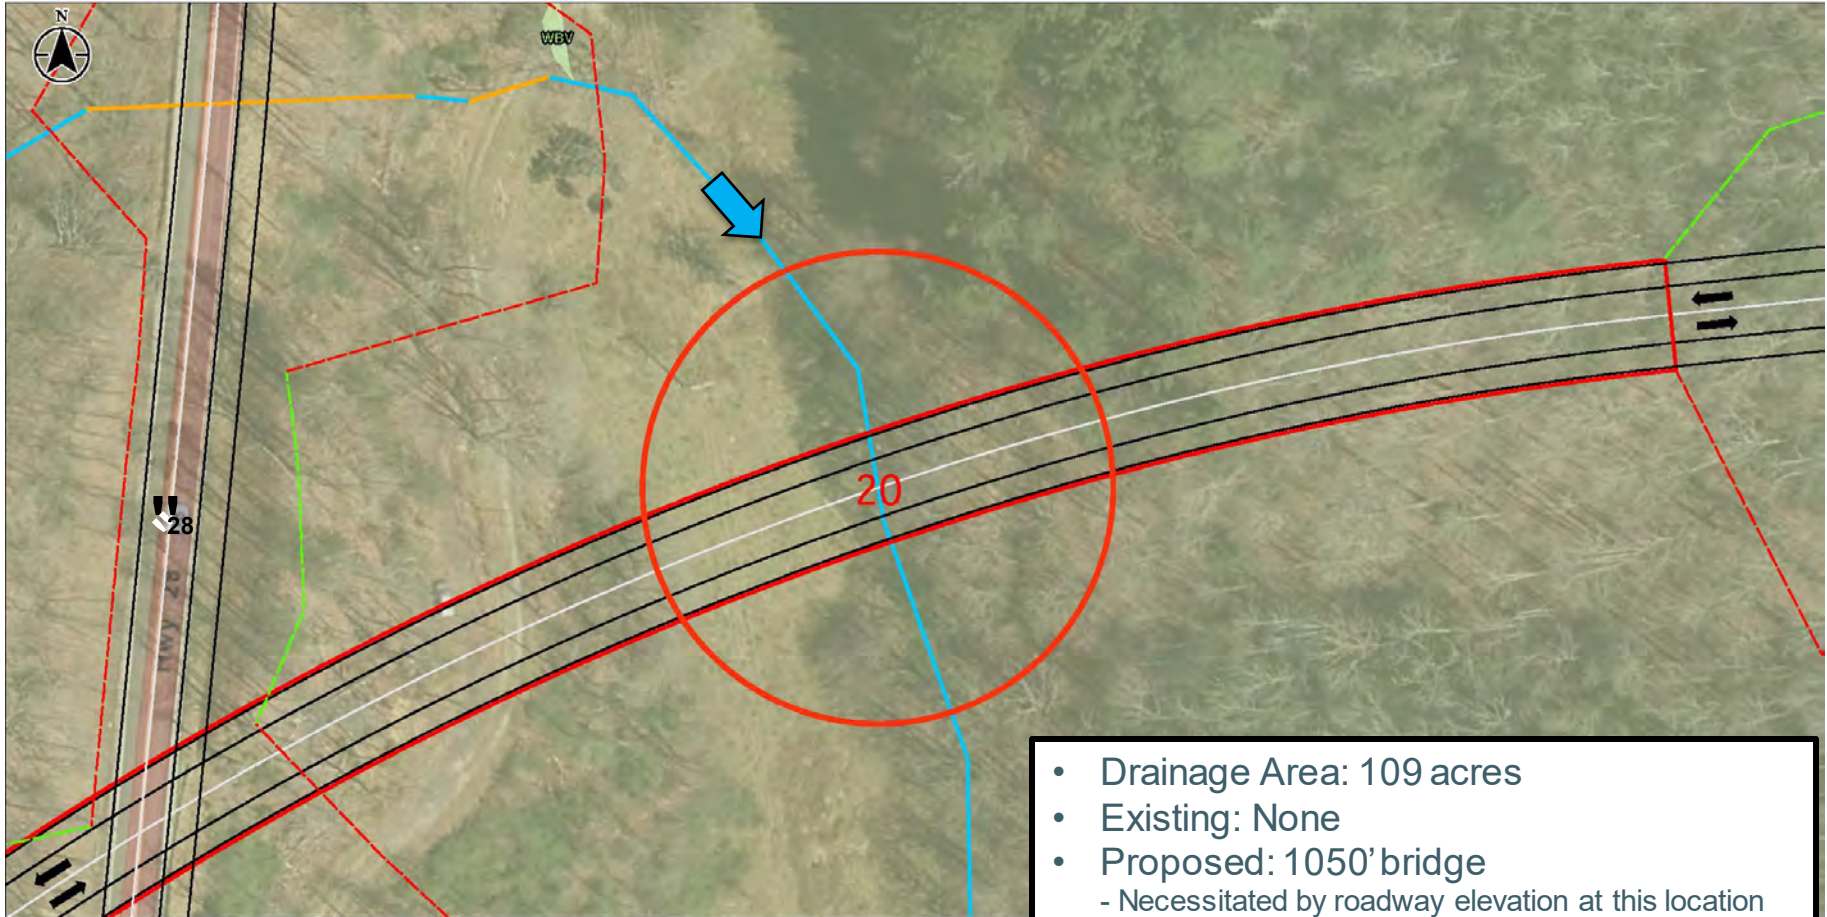 N
WBV
20
28
Hwy 28
• Drainage Area: 109 acres
• Existing: None
• Proposed: 1050' bridge
- Necessitated by roadway elevation at this location